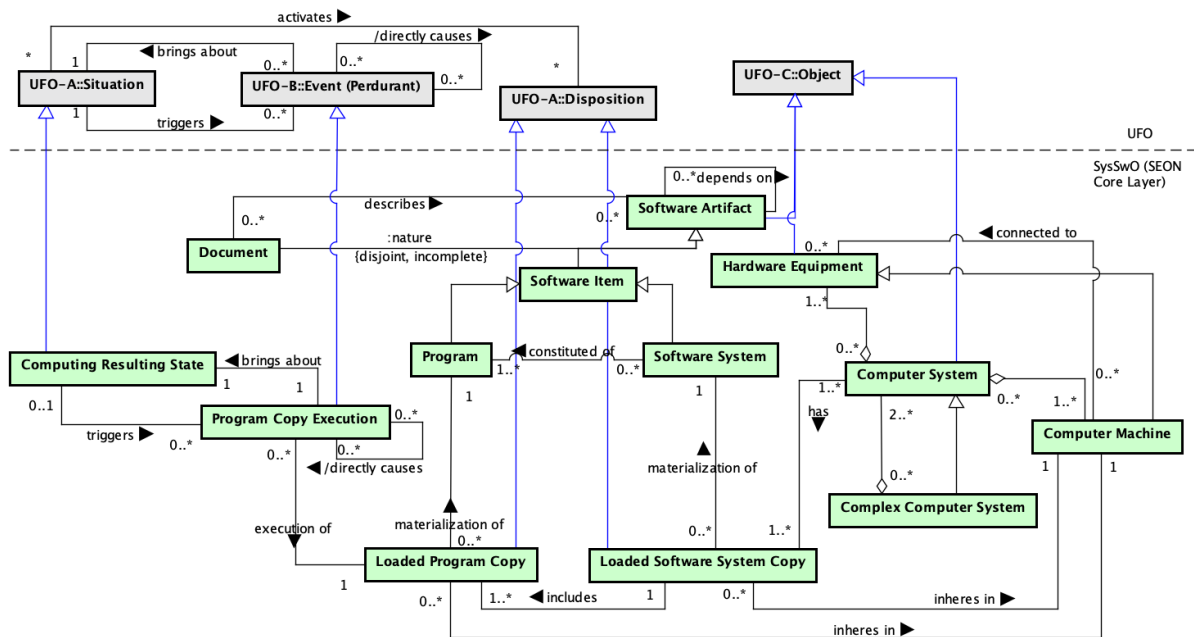 activates ▶
* 1 ◀ brings about 0..* 0..* /directly causes ▶ 0..* *
UFO-A::Situation
UFO-B::Event (Perdurant)
UFO-A::Disposition
UFO-C::Object
1 triggers ▶ 0..*
UFO
SysSwO (SEON
Core Layer)
0..* depends on ▶
describes ▶
Software Artifact
0..* 0..*
:nature
{disjoint, incomplete}
Document
◀ connected to
0..*
Hardware Equipment
Software Item
1..*
◀ brings about
Computing Resulting State
Program
◀ constituted of
1..* 0..*
Software System
0..*
Computer System
1 1
0..1
triggers ▶
0..*
Program Copy Execution
0..*
0..*
0..*
◀ /directly causes
1
1
1..*
has
▼
2..*
0..*
1..*
0..*
Computer Machine
execution of
▼
▲
materialization of
▲
materialization of
0..*
Complex Computer System
1 1
0..*
0..*
1..*
Loaded Program Copy
Loaded Software System Copy
1
0..*
1..*
◀ includes
1
0..*
inheres in ▶
inheres in ▶